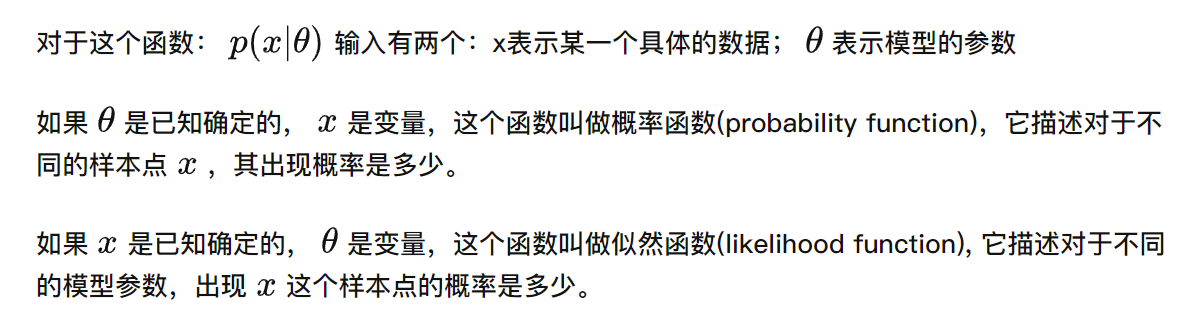 对于这个函数： p(x|θ) 输入有两个：x表示某一个具体的数据； θ 表示模型的参数
如果 θ 是已知确定的， x 是变量，这个函数叫做概率函数(probability function)，它描述对于不
同的样本点 x ，其出现概率是多少。
如果 x 是已知确定的， θ 是变量，这个函数叫做似然函数(likelihood function), 它描述对于不同
的模型参数，出现 x 这个样本点的概率是多少。